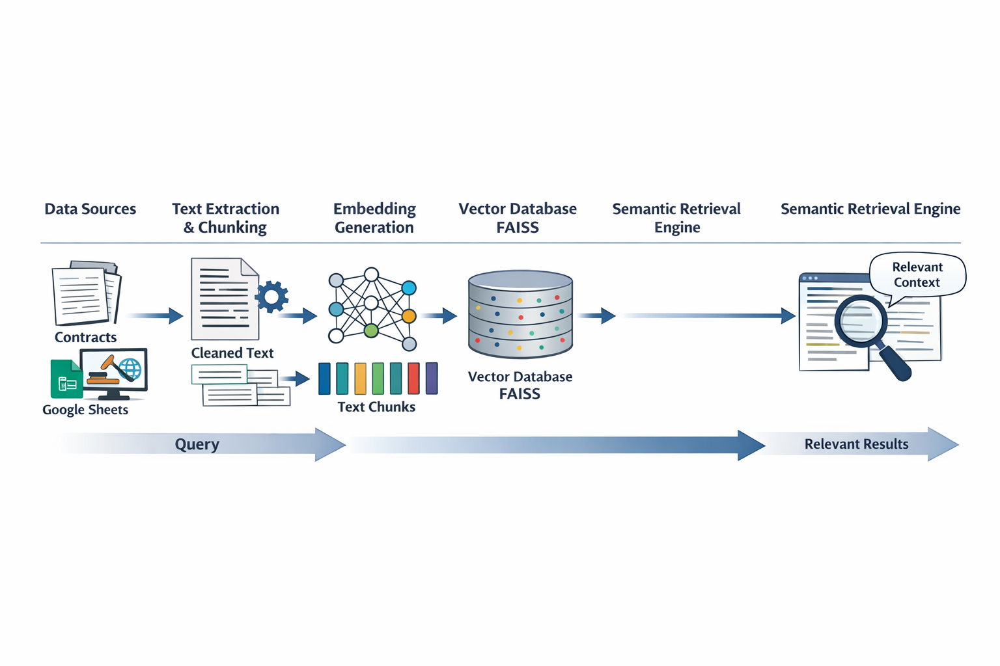 Data Sources
Text Extraction
& Chunking
Embedding
Generation
Vector Database
FAISS
Semantic Retrieval
Engine
Semantic Retrieval Engine
Contracts
Google Sheets
Cleaned Text
Text Chunks
Vector Database
FAISS
Relevant
Context
Query
Relevant Results